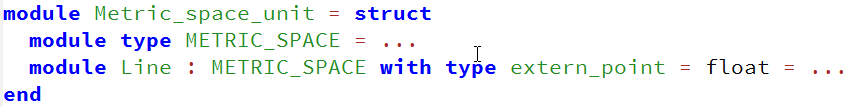 module Metric_space_unit = struct
module type METRIC_SPACE = ...
module Line : METRIC_SPACE with type extern_point = float = ...
end